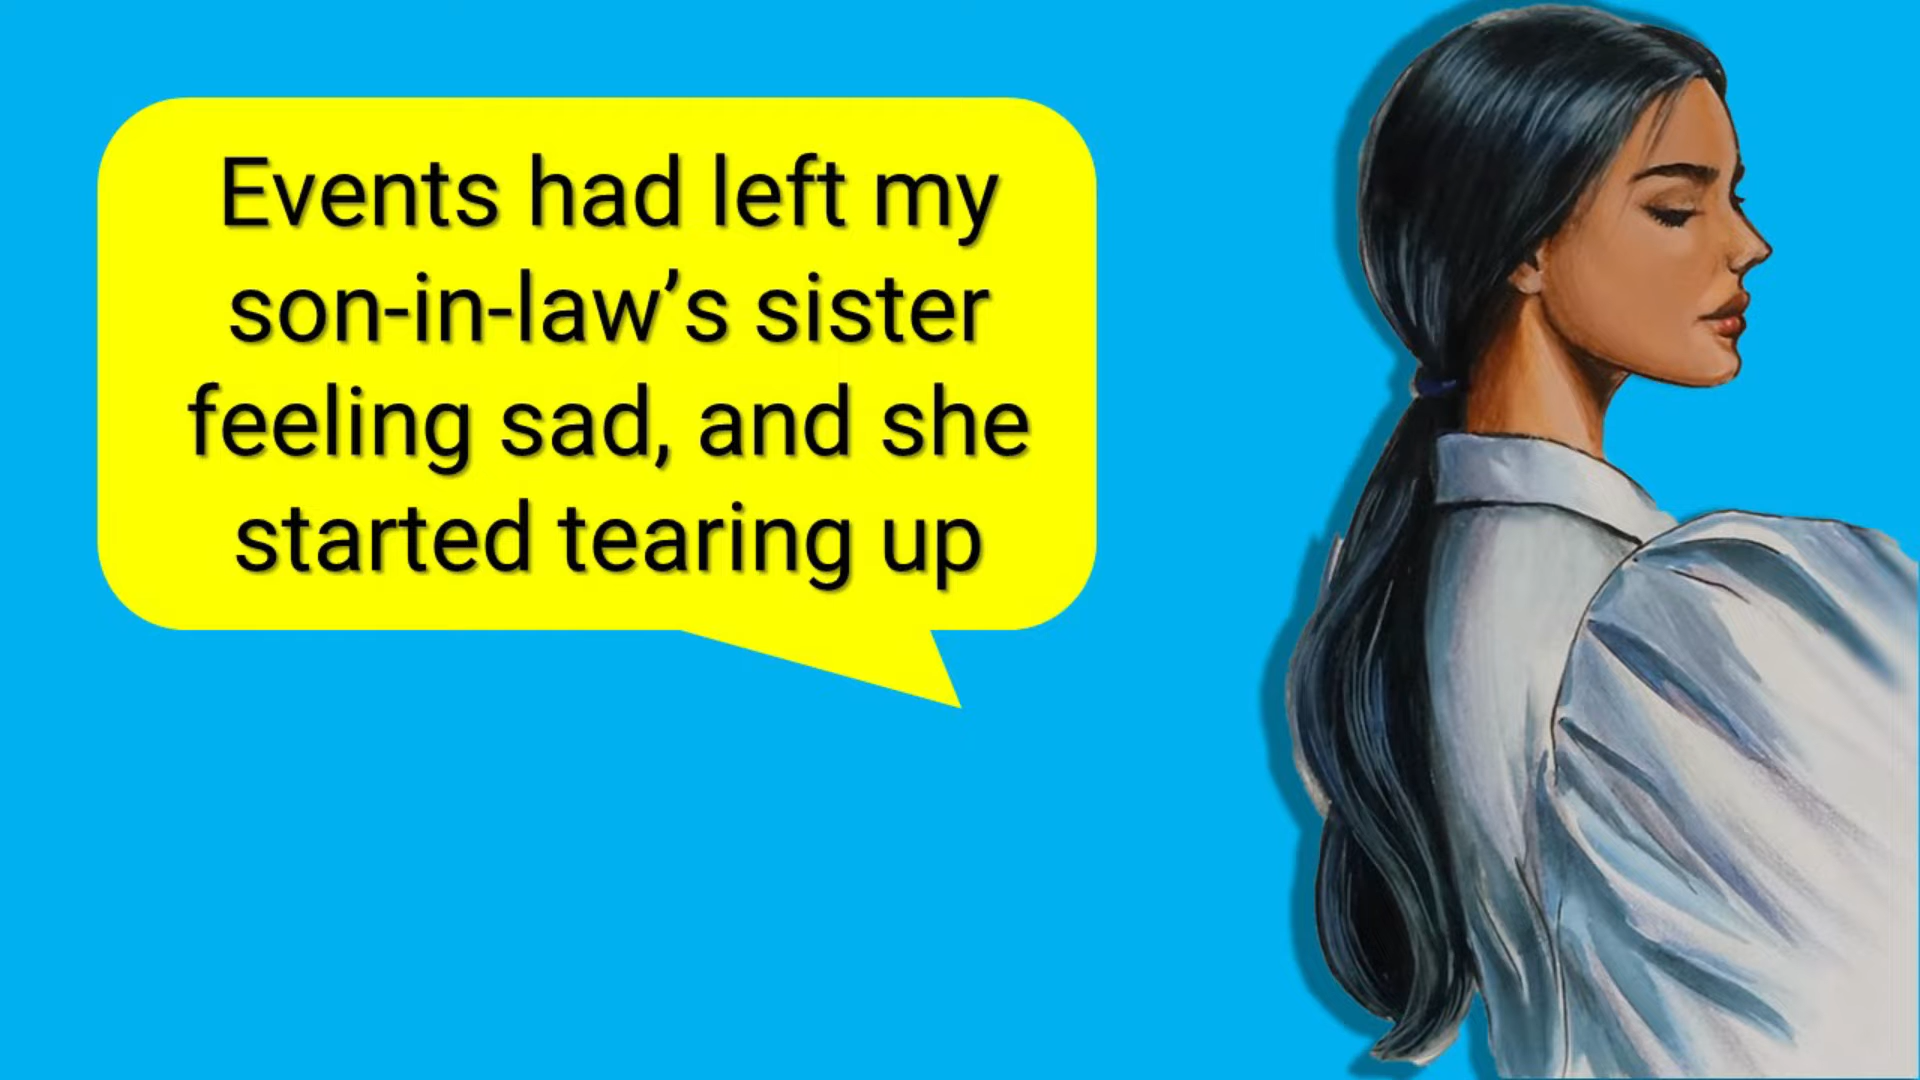 Events had left my
son-in-law’s sister
feeling sad, and she
started tearing up